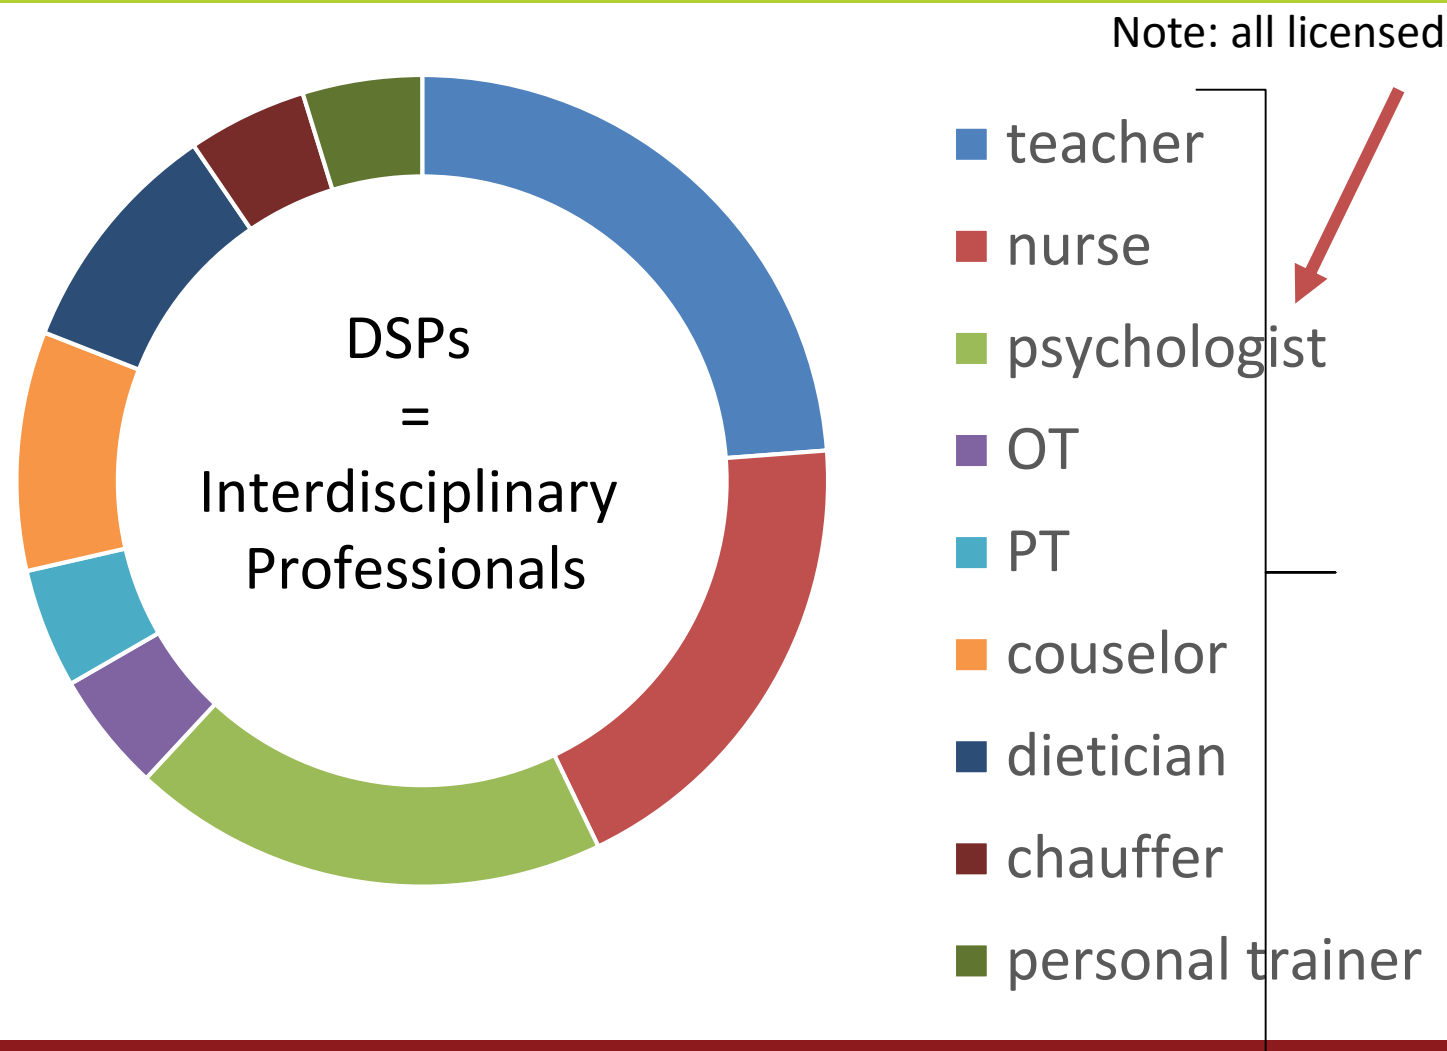 Note: all licensed
DSPs
=
Interdisciplinary
Professionals
teacher
nurse
psychologist
OT
PT
couselor
dietician
chauffer
personal trainer